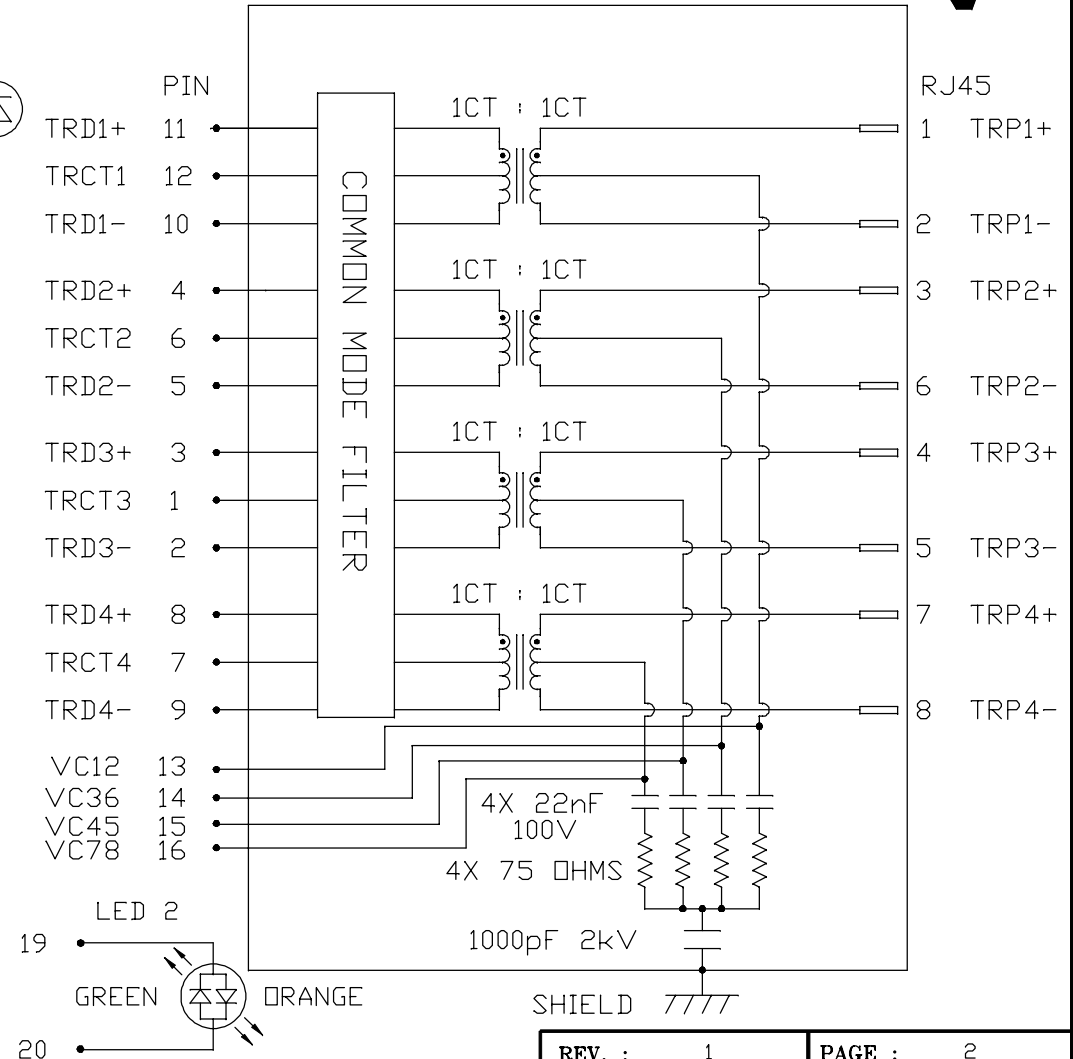 PIN RJ45
1CT : 1CT
TRD1+ 11 1 TRP1+
TRCT1 12
TRD1- 10 2 TRP1-
1CT : 1CT
TRD2+ 4 3 TRP2+
TRCT2 6
TRD2- 5 6 TRP2-
COMMON MODE FILTER
1CT : 1CT
TRD3+ 3 4 TRP3+
TRCT3 1
TRD3- 2 5 TRP3-
1CT : 1CT
TRD4+ 8 7 TRP4+
TRCT4 7
TRD4- 9 8 TRP4-
VC12 13
VC36 14
VC45 15
VC78 16
4X 22nF
100V
4X 75 OHMS
LED 2
19
1000pF 2kV
GREEN ORANGE
SHIELD
20
REV. : 1 PAGE : 2